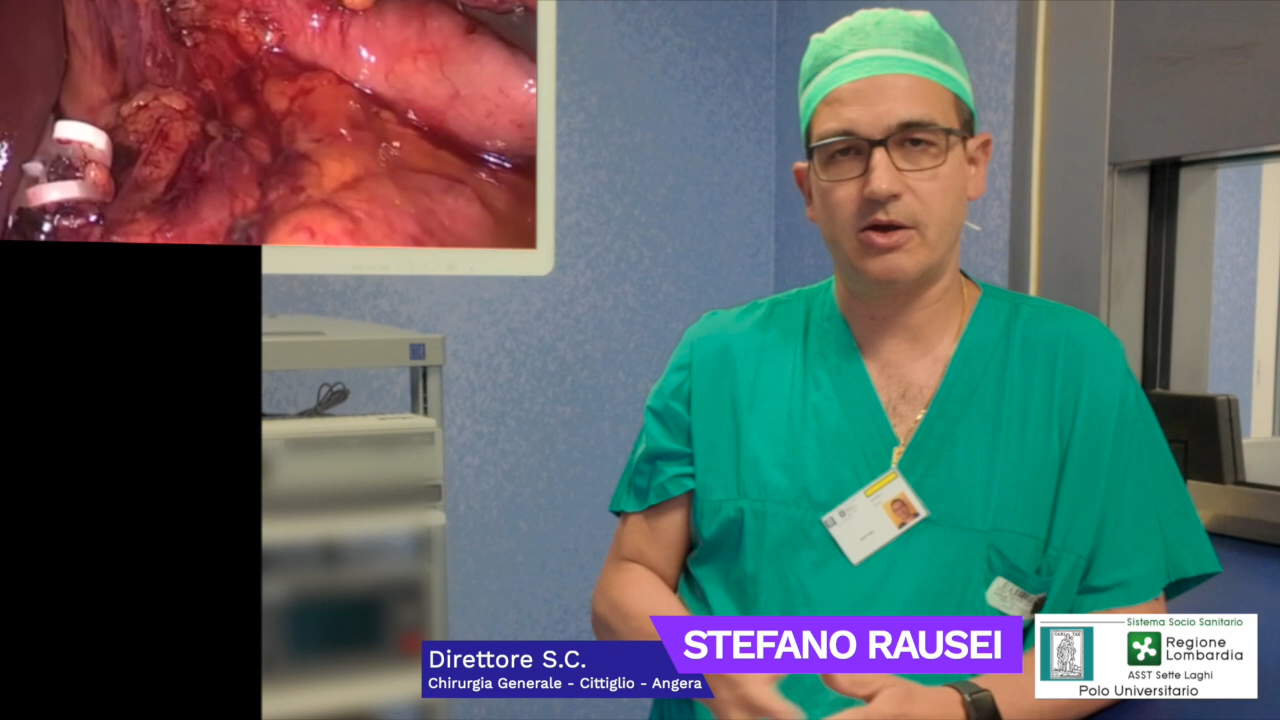 STEFANO RAUSEI
Direttore S.C.
Chirurgia Generale - Cittiglio - Angera
Sistema Socio Sanitario
Regione
Lombardia
ASST Sette Laghi
Polo Universitario